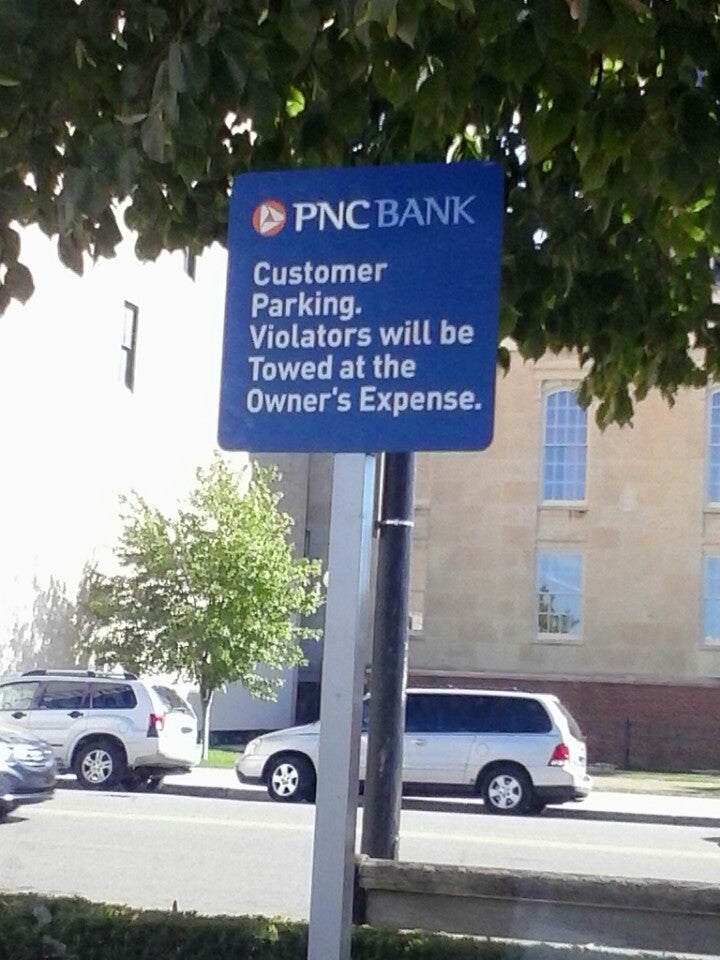 PNC BANK
Customer
Parking.
Violators will be
Towed at the
Owner's Expense.